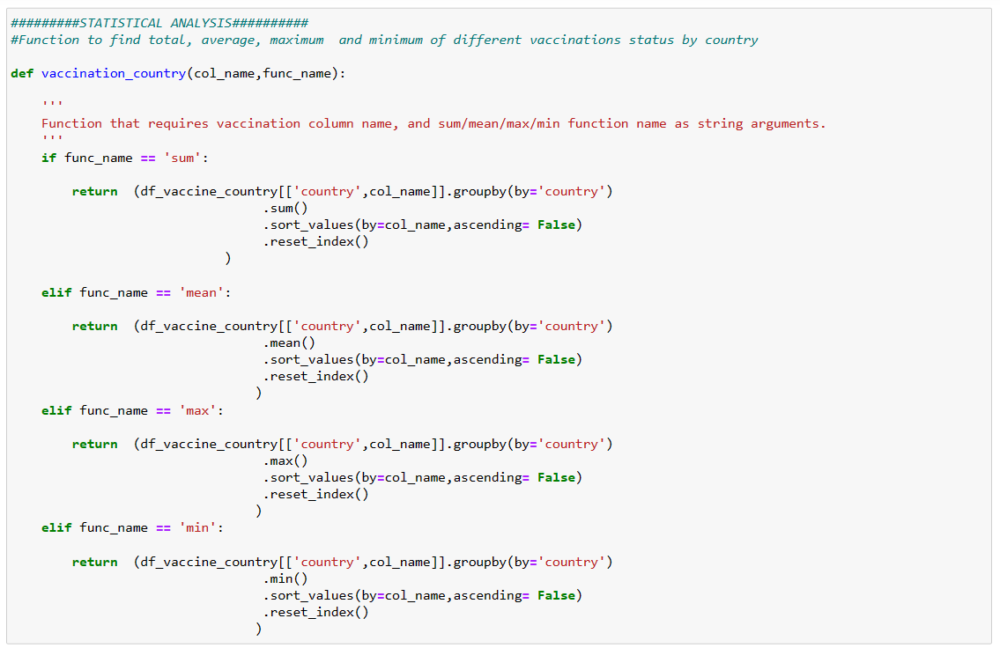 #########STATISTICAL ANALYSIS##########
#Function to find total, average, maximum  and minimum of different vaccinations status by country
def vaccination_country(col_name,func_name):
    '''
    Function that requires vaccination column name, and sum/mean/max/min function name as string arguments.
    '''
    if func_name == 'sum':
        return  (df_vaccine_country[['country',col_name]].groupby(by='country')
                                 .sum()
                                 .sort_values(by=col_name,ascending= False)
                                 .reset_index()
                            )
    elif func_name == 'mean':
        return  (df_vaccine_country[['country',col_name]].groupby(by='country')
                                 .mean()
                                 .sort_values(by=col_name,ascending= False)
                                 .reset_index()
                                )
    elif func_name == 'max':
        return  (df_vaccine_country[['country',col_name]].groupby(by='country')
                                 .max()
                                 .sort_values(by=col_name,ascending= False)
                                 .reset_index()
                                )
    elif func_name == 'min':
        return  (df_vaccine_country[['country',col_name]].groupby(by='country')
                                 .min()
                                 .sort_values(by=col_name,ascending= False)
                                 .reset_index()
                                )